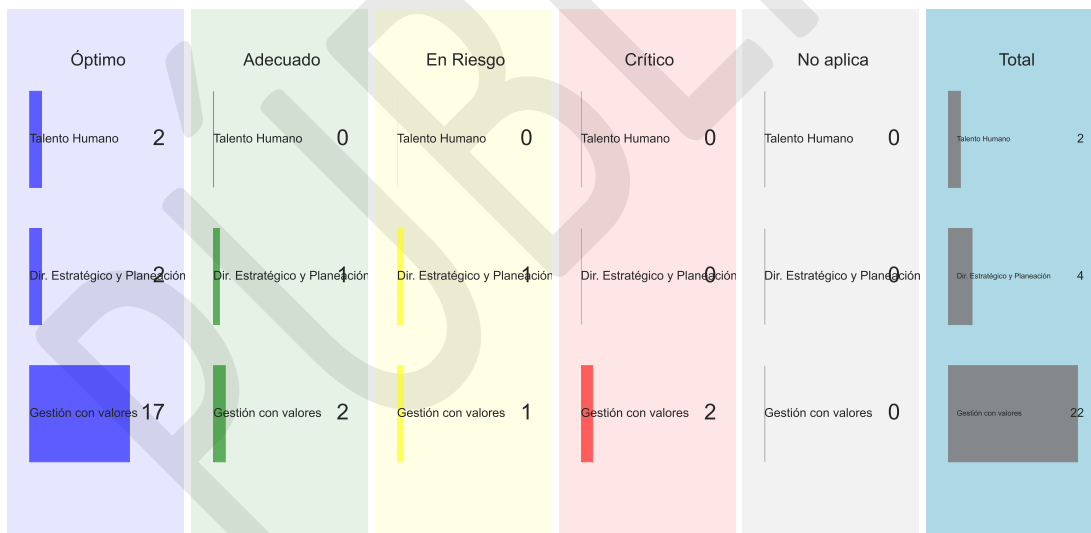 Óptimo Adecuado En Riesgo Crítico No aplica Total
Talento Humano 2 Talento Humano 0 Talento Humano 0 Talento Humano 0 Talento Humano 0 Talento Humano 2
Dir. Estratégico y Planeación 2 Dir. Estratégico y Planeación 1 Dir. Estratégico y Planeación 1 Dir. Estratégico y Planeación 0 Dir. Estratégico y Planeación 0 Dir. Estratégico y Planeación 4
Gestión con valores 17 Gestión con valores 2 Gestión con valores 1 Gestión con valores 2 Gestión con valores 0 Gestión con valores 22